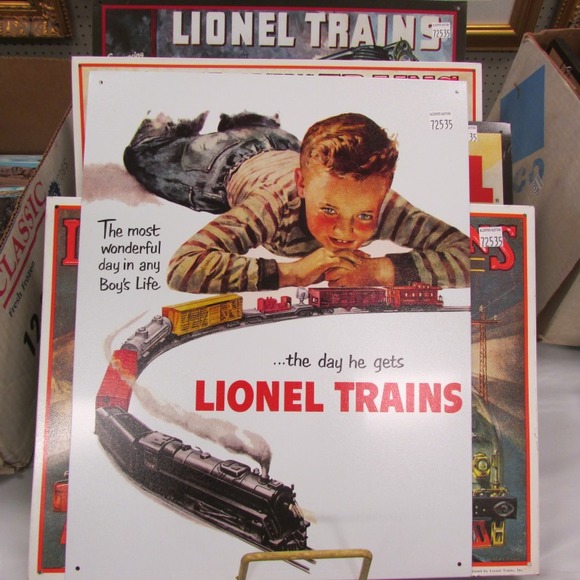 LIONEL TRAINS
72535
72535
The most
wonderful
day in any
Boy's Life
72535
...the day he gets
LIONEL TRAINS
CLASSIC